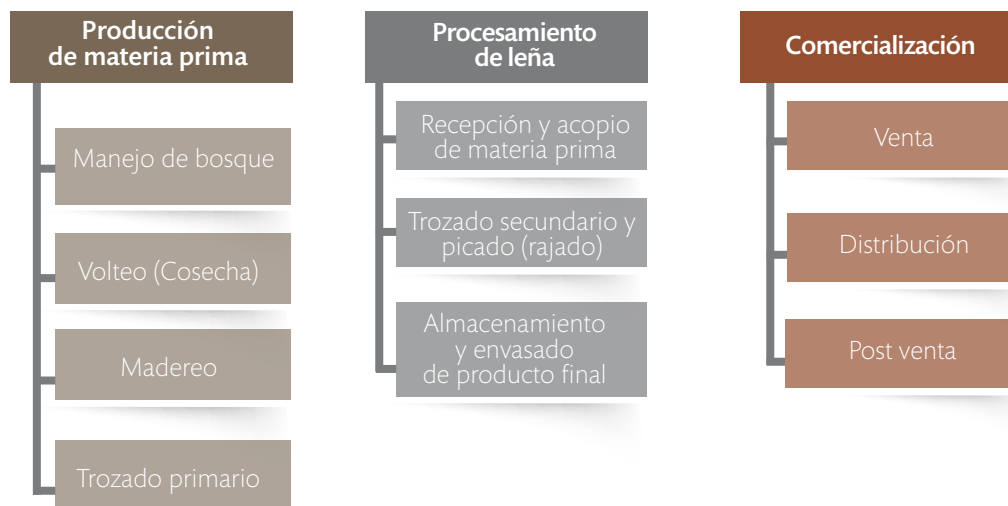 Producción
de materia prima
Manejo de bosque
Volteo (Cosecha)
Madereo
Trozado primario
Procesamiento
de leña
Recepción y acopio
de materia prima
Trozado secundario y
picado (rajado)
Almacenamiento
y envasado
de producto final
Comercialización
Venta
Distribución
Post venta